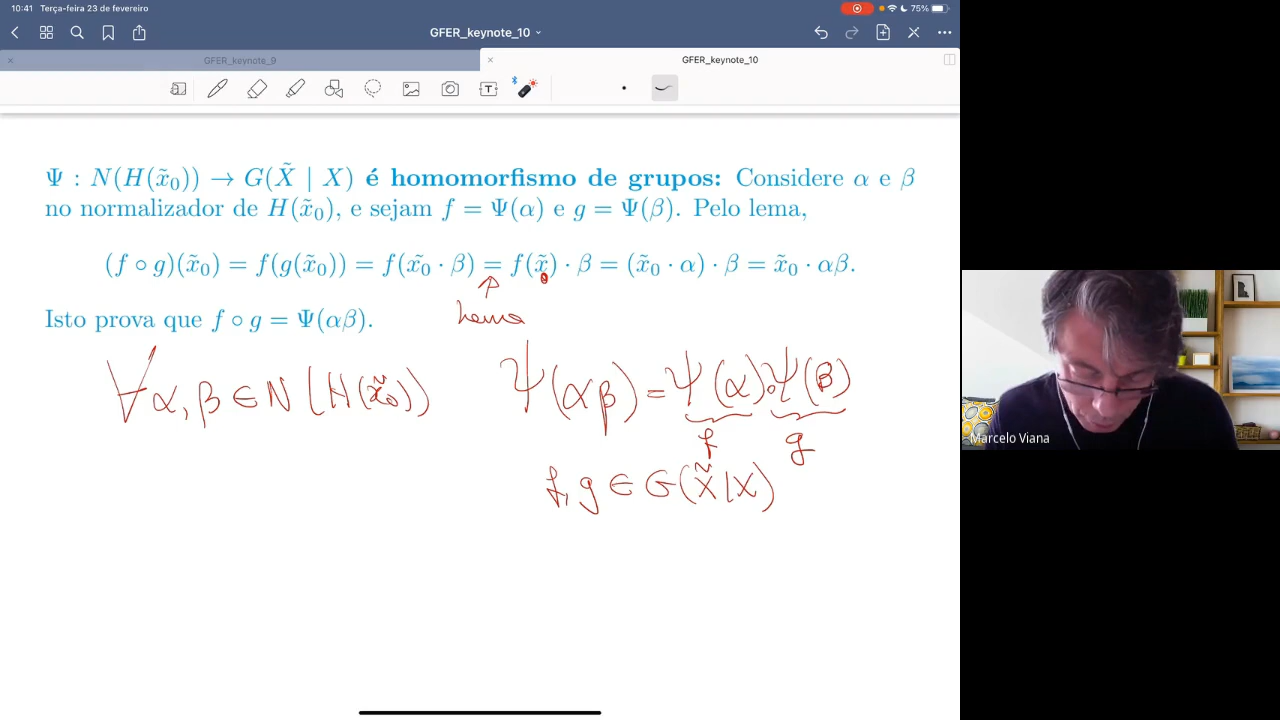 10:41 Terça-feira 23 de fevereiro 75%
GFER_keynote_10
GFER_keynote_9 GFER_keynote_10
Ψ : N(H(x̃₀)) → G(X̃ | X) é homomorfismo de grupos: Considere α e β
no normalizador de H(x̃₀), e sejam f = Ψ(α) e g = Ψ(β). Pelo lema,
(f ∘ g)(x̃₀) = f(g(x̃₀)) = f(x̃₀ · β) = f(x̃₀) · β = (x̃₀ · α) · β = x̃₀ · αβ.
Lema
Isto prova que f ∘ g = Ψ(αβ).
∀ α, β ∈ N(H(x̃₀)) Ψ(αβ) = Ψ(α)∘Ψ(β)
f g
f, g ∈ G(X̃ | X)
Marcelo Viana